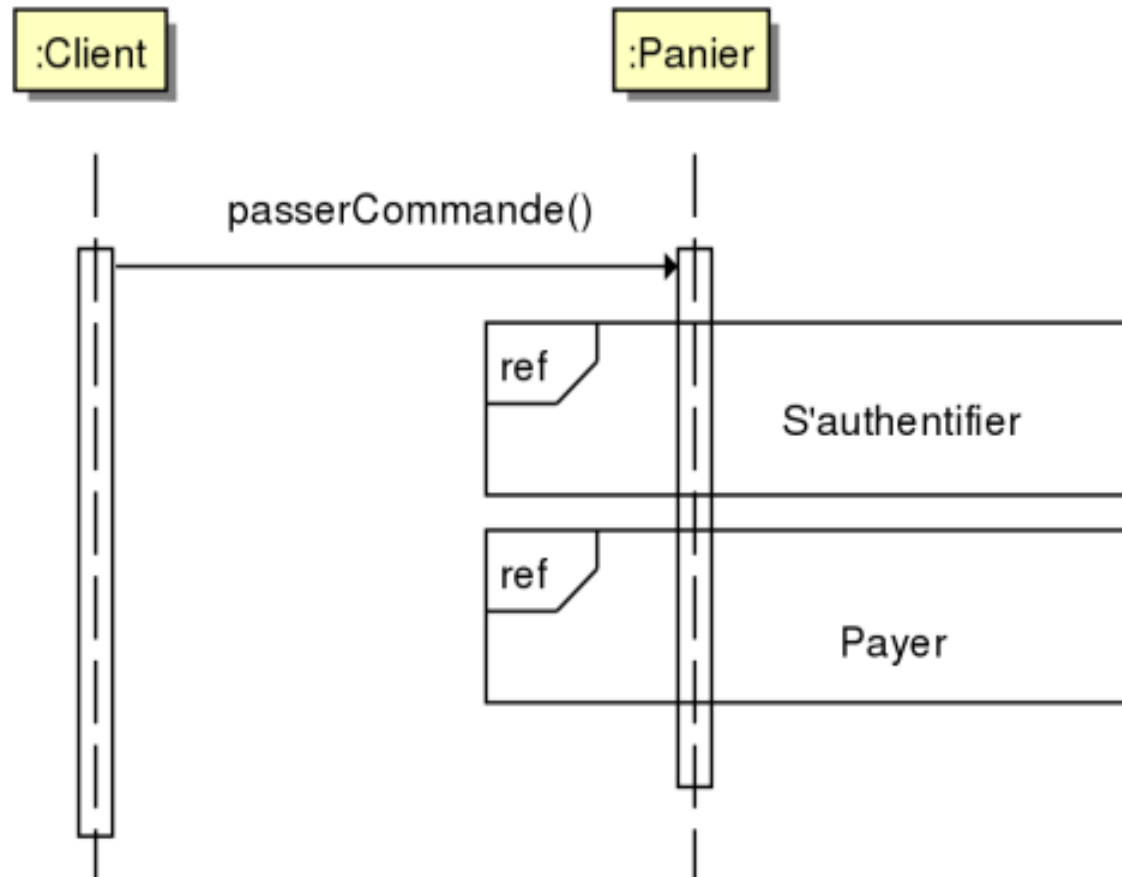 :Client
:Panier
passerCommande()
ref
S'authentifier
ref
Payer